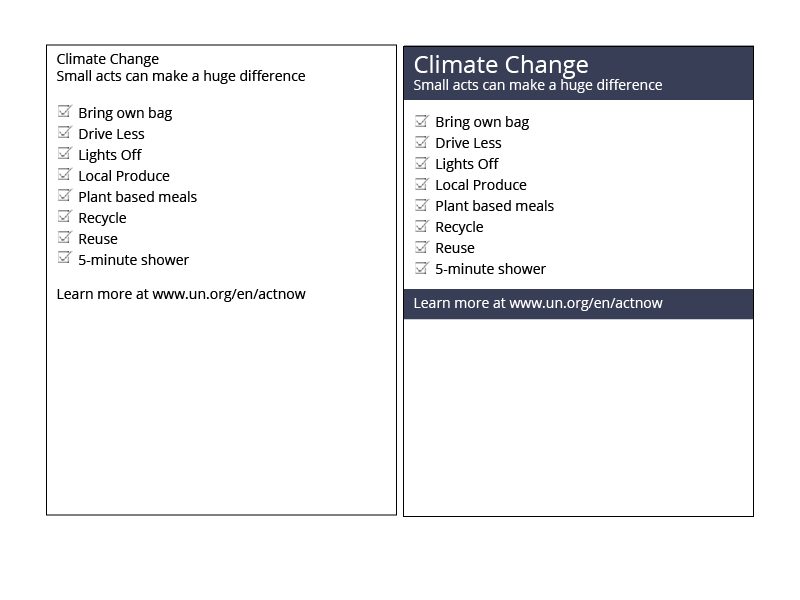 Climate Change
Small acts can make a huge difference
Bring own bag
Drive Less
Lights Off
Local Produce
Plant based meals
Recycle
Reuse
5-minute shower
Learn more at www.un.org/en/actnow
Climate Change
Small acts can make a huge difference
Bring own bag
Drive Less
Lights Off
Local Produce
Plant based meals
Recycle
Reuse
5-minute shower
Learn more at www.un.org/en/actnow